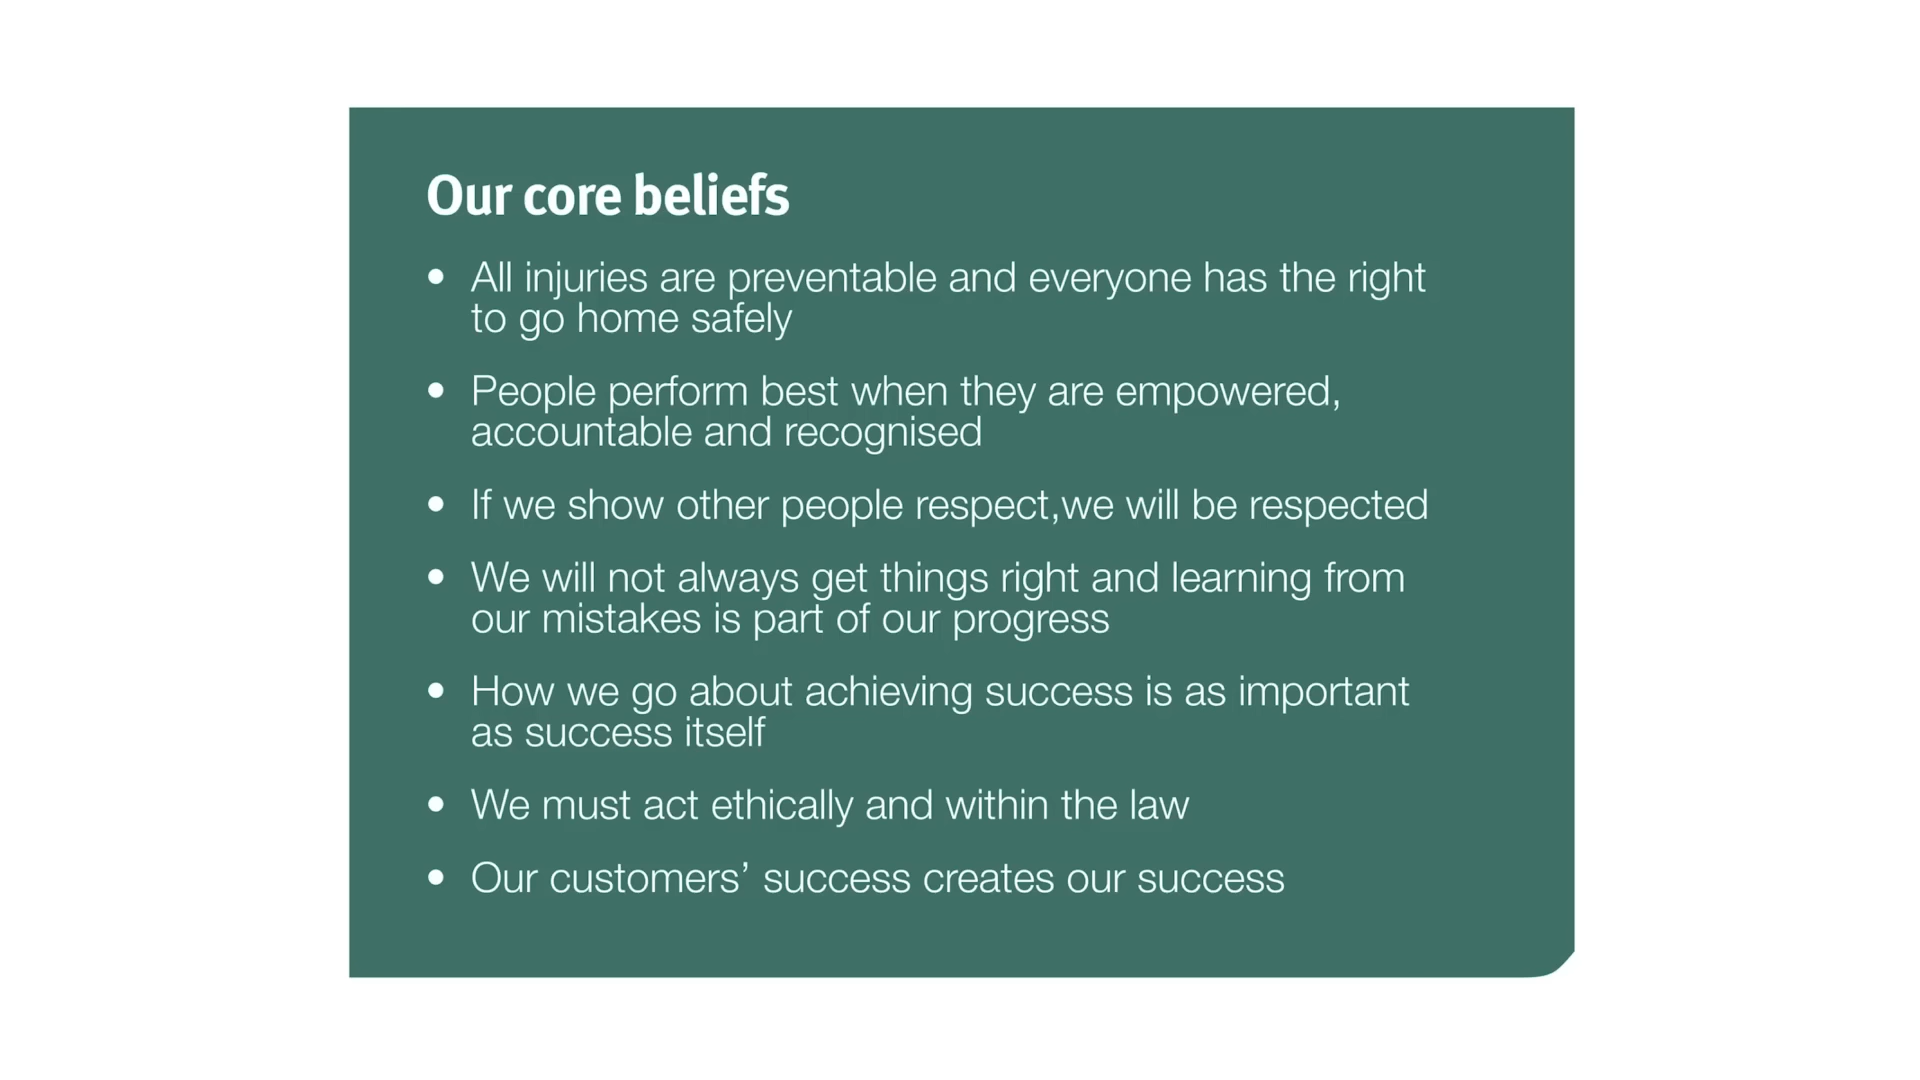 Our core beliefs
• All injuries are preventable and everyone has the right
to go home safely
• People perform best when they are empowered,
accountable and recognised
• If we show other people respect,we will be respected
• We will not always get things right and learning from
our mistakes is part of our progress
• How we go about achieving success is as important
as success itself
• We must act ethically and within the law
• Our customers’ success creates our success